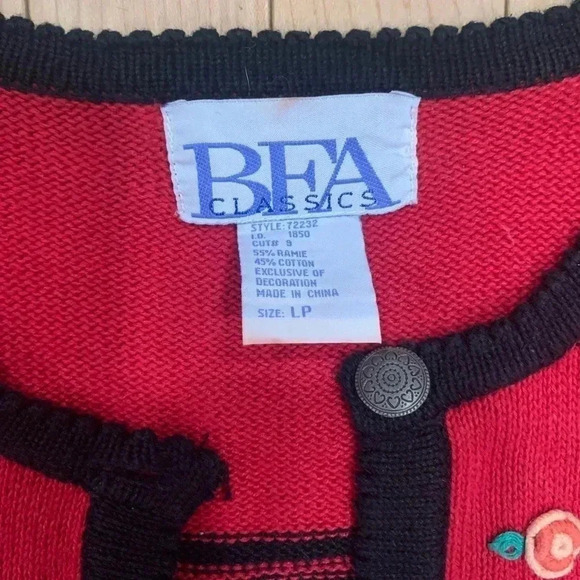 BFA
CLASSICS
STYLE: 72232
I.D. 1850
CUT# 9
55% RAMIE
45% COTTON
EXCLUSIVE OF
DECORATION
MADE IN CHINA
SIZE: LP